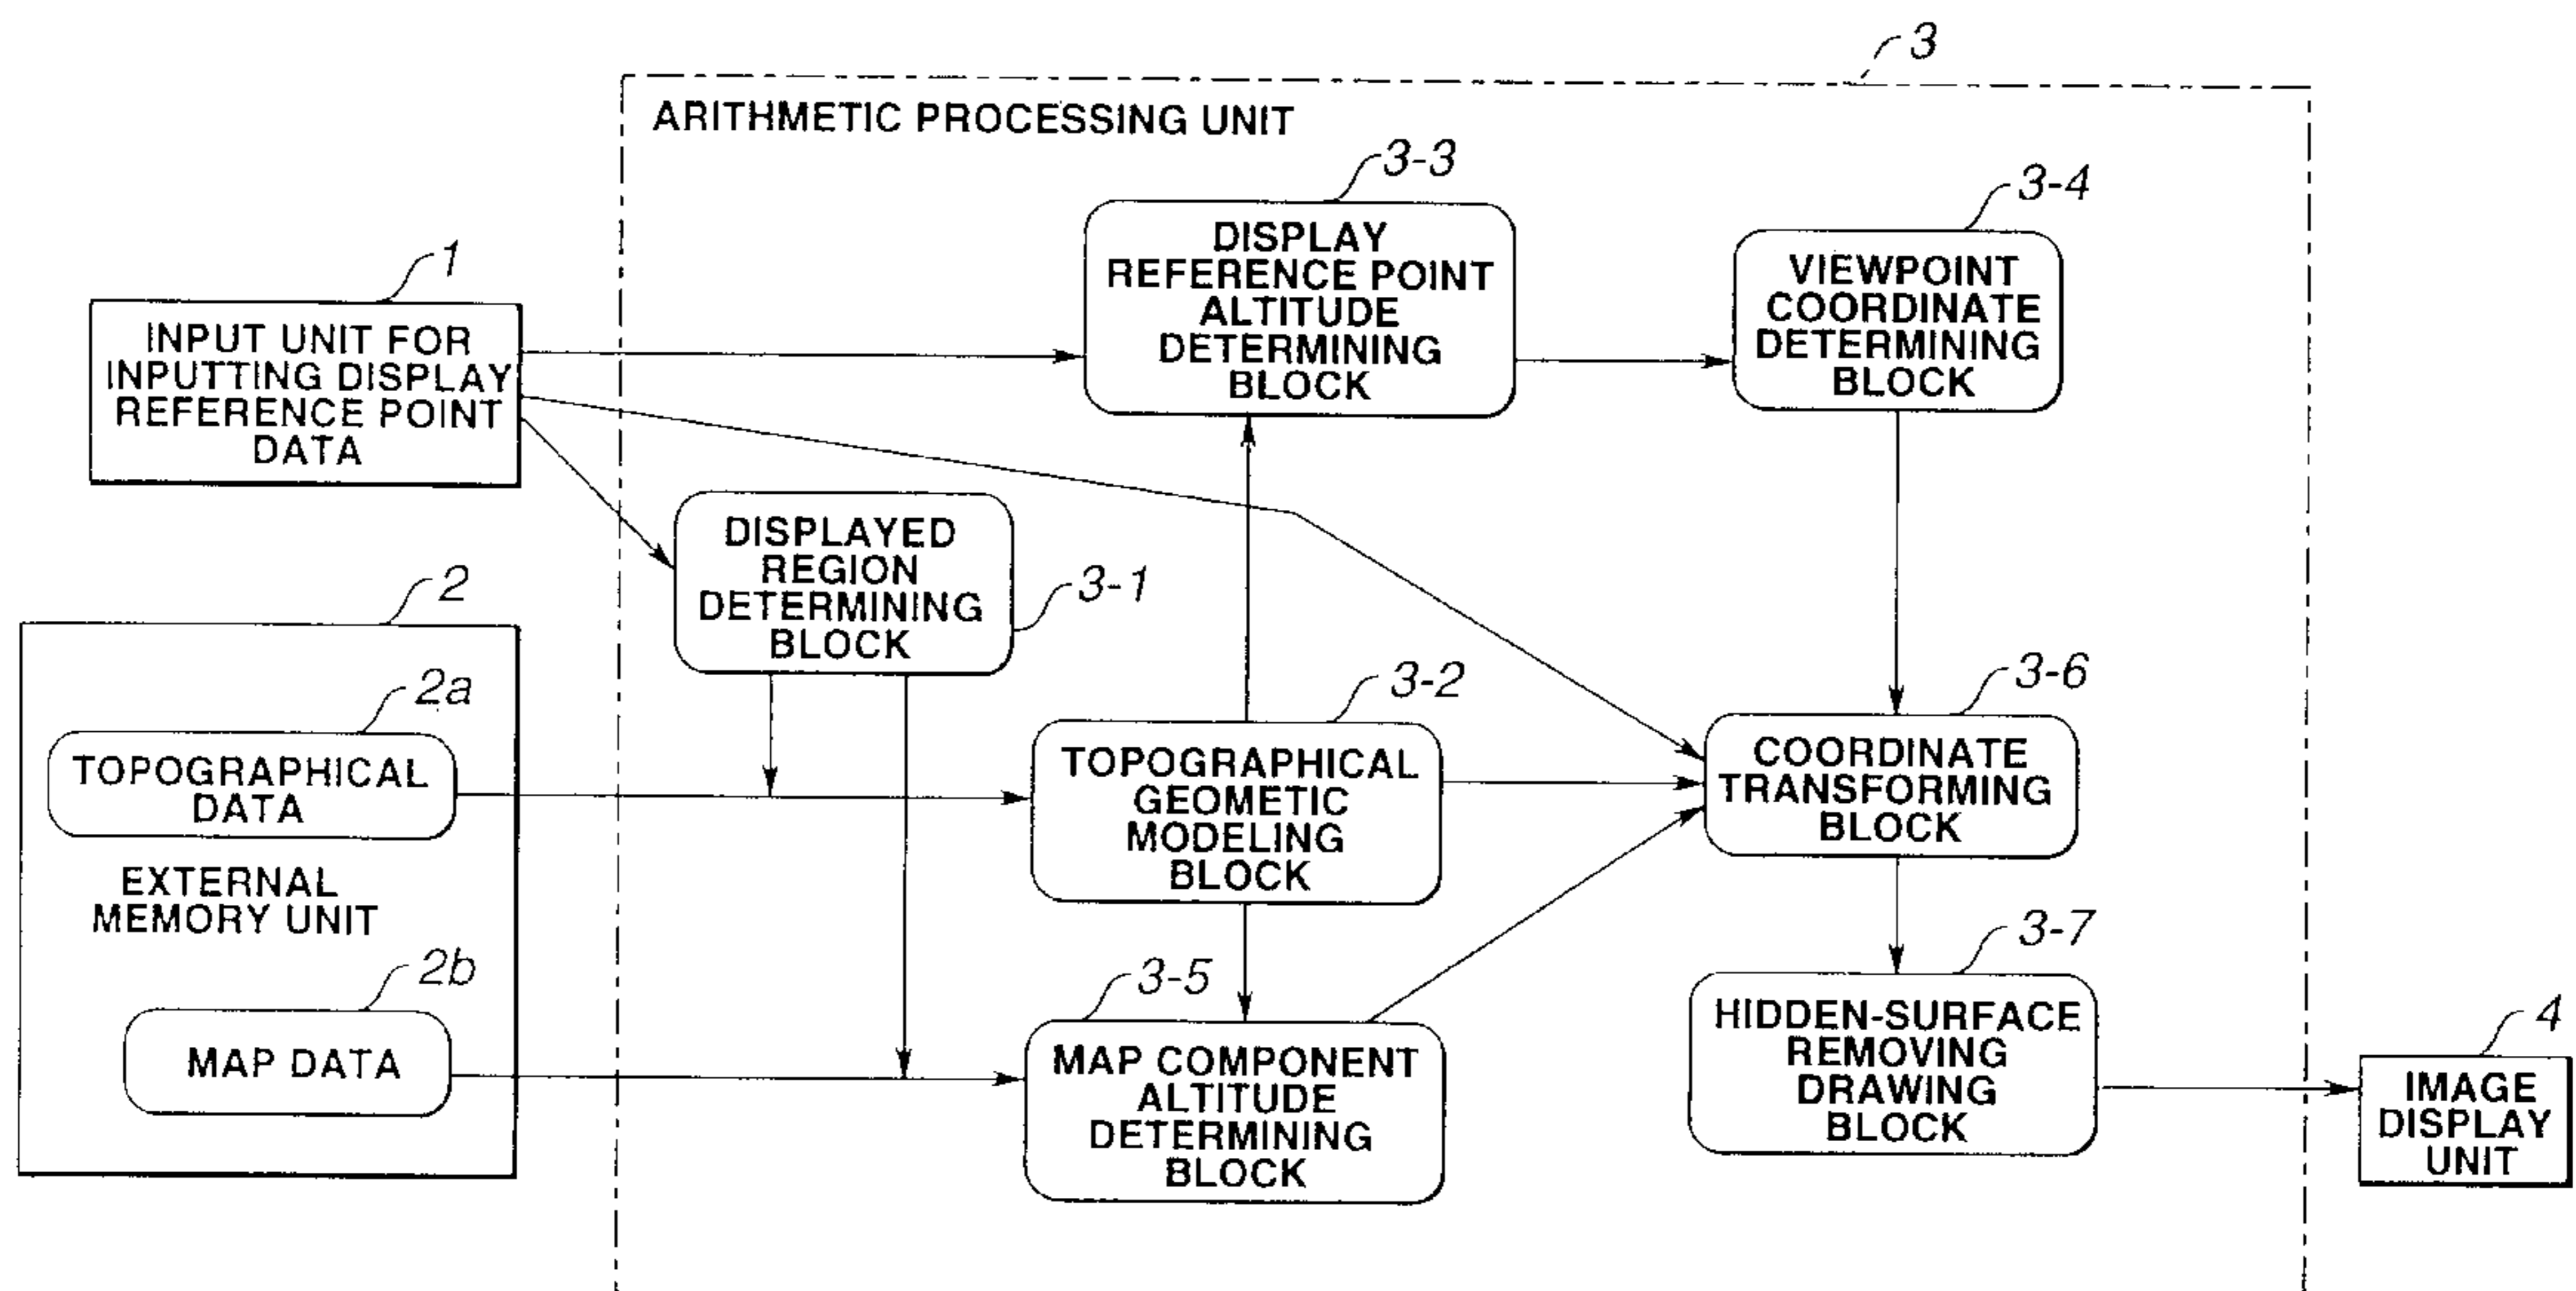 3
ARITHMETIC PROCESSING UNIT
3-3
DISPLAY
REFERENCE POINT
ALTITUDE
DETERMINING
BLOCK
3-4
VIEWPOINT
COORDINATE
DETERMINING
BLOCK
1
INPUT UNIT FOR
INPUTTING DISPLAY
REFERENCE POINT
DATA
DISPLAYED
REGION
DETERMINING
BLOCK
3-1
2
2a
TOPOGRAPHICAL
DATA
EXTERNAL
MEMORY UNIT
2b
MAP DATA
3-2
TOPOGRAPHICAL
GEOMETIC
MODELING
BLOCK
3-6
COORDINATE
TRANSFORMING
BLOCK
3-5
MAP COMPONENT
ALTITUDE
DETERMINING
BLOCK
3-7
HIDDEN-SURFACE
REMOVING
DRAWING
BLOCK
4
IMAGE
DISPLAY
UNIT